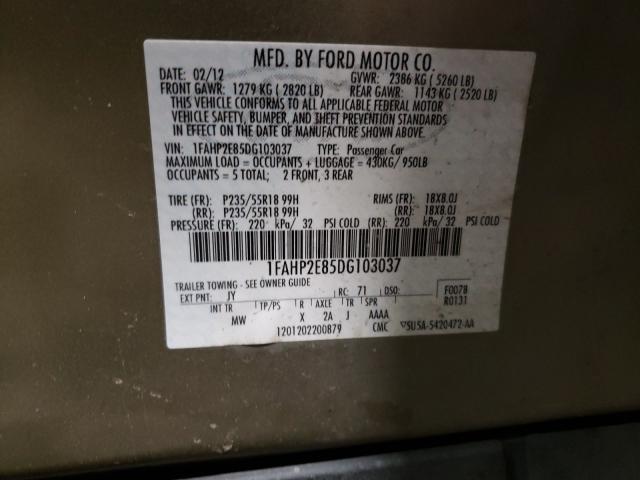 MFD. BY FORD MOTOR CO.
DATE: 02/12 GVWR: 2386 KG ( 5260 LB)
FRONT GAWR: 1279 KG ( 2820 LB) REAR GAWR: 1143 KG ( 2520 LB)
THIS VEHICLE CONFORMS TO ALL APPLICABLE FEDERAL MOTOR
VEHICLE SAFETY, BUMPER, AND THEFT PREVENTION STANDARDS
IN EFFECT ON THE DATE OF MANUFACTURE SHOWN ABOVE.
VIN: 1FAHP2E85DG103037 TYPE: Passenger Car
MAXIMUM LOAD = OCCUPANTS + LUGGAGE = 430KG/ 950LB
OCCUPANTS = 5 TOTAL; 2 FRONT, 3 REAR
TIRE (FR): P235/55R18 99H RIMS (FR): 18X8.0J
(RR): P235/55R18 99H (RR): 18X8.0J
PRESSURE (FR): 220 kPa/ 32 PSI COLD (RR): 220 kPa/ 32 PSI COLD
1FAHP2E85DG103037
TRAILER TOWING - SEE OWNER GUIDE
EXT PNT: JY RC: 71 DSO: F0078
INT TR TP/PS R AXLE TR SPR R0131
MW X 2A J AAAA
1201202200879 CMC ▽5U5A-5420472-AA